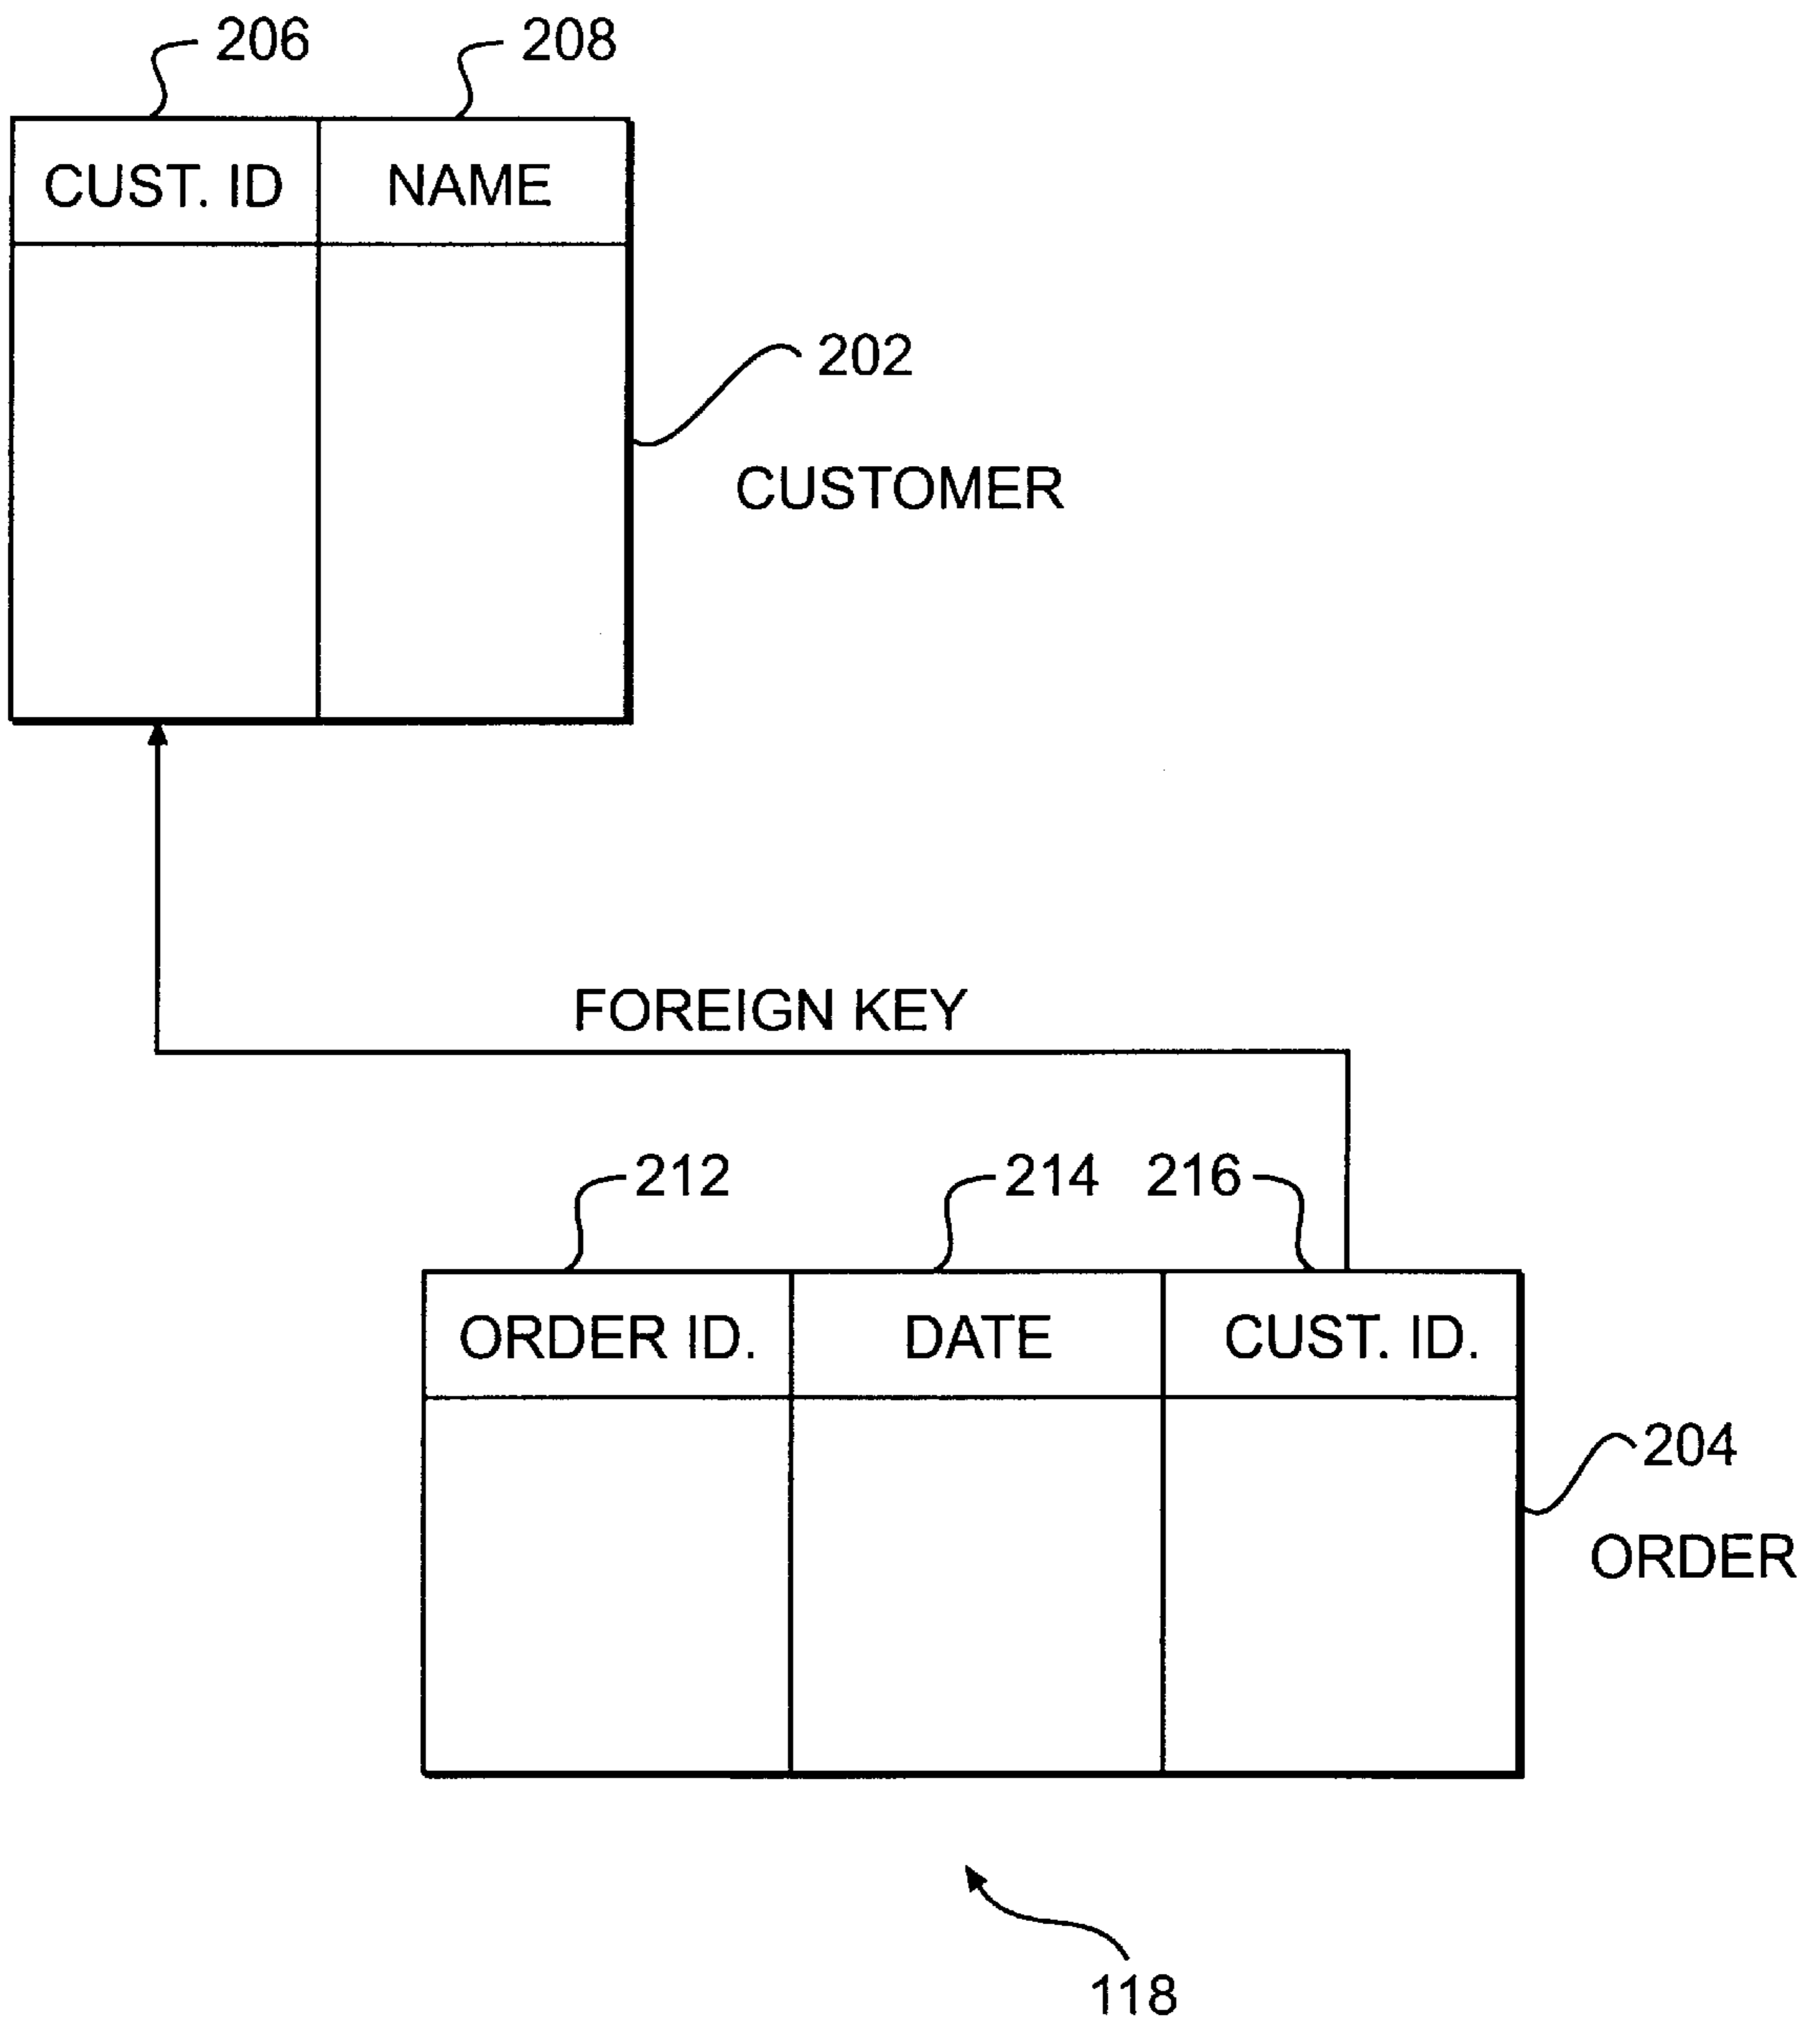 206 208
CUST. ID NAME
202
CUSTOMER
FOREIGN KEY
212 214 216
ORDER ID. DATE CUST. ID.
204
ORDER
118